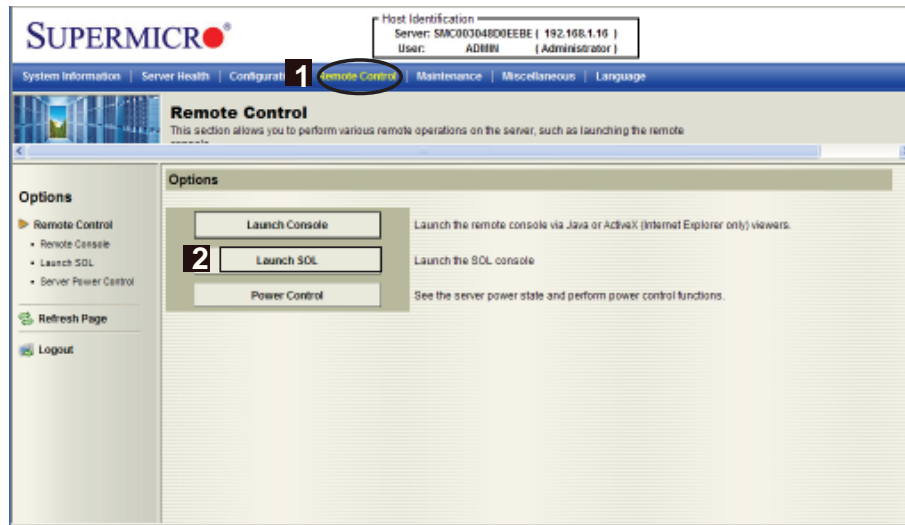 SUPERMICR®
Host Identification
Server: SMC003048D0EEBE ( 192.168.1.16 )
User: ADMIN ( Administrator )
System Information | Server Health | Configurati 1 Remote Control | Maintenance | Miscellaneous | Language
Remote Control
This section allows you to perform various remote operations on the server, such as launching the remote
Options
Options
Remote Control
Remote Console
Launch SOL
Server Power Control
Refresh Page
Logout
Launch Console
Launch the remote console via Java or ActiveX (Internet Explorer only) viewers.
2 Launch SOL
Launch the SOL console
Power Control
See the server power state and perform power control functions.